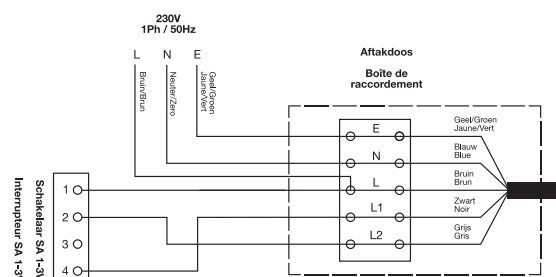 230V
1Ph / 50Hz
L N E
Bruin/Brun
Neuter/Zero
Geel/Groen
Jaune/Vert
Aftakdoos
Boîte de
raccordement
E
N
L
L1
L2
Geel/Groen
Jaune/Vert
Blauw
Blue
Bruin
Brun
Zwart
Noir
Grijs
Gris
Schakelaar SA 1-3
Interrupteur SA 1-3
1
2
3
4